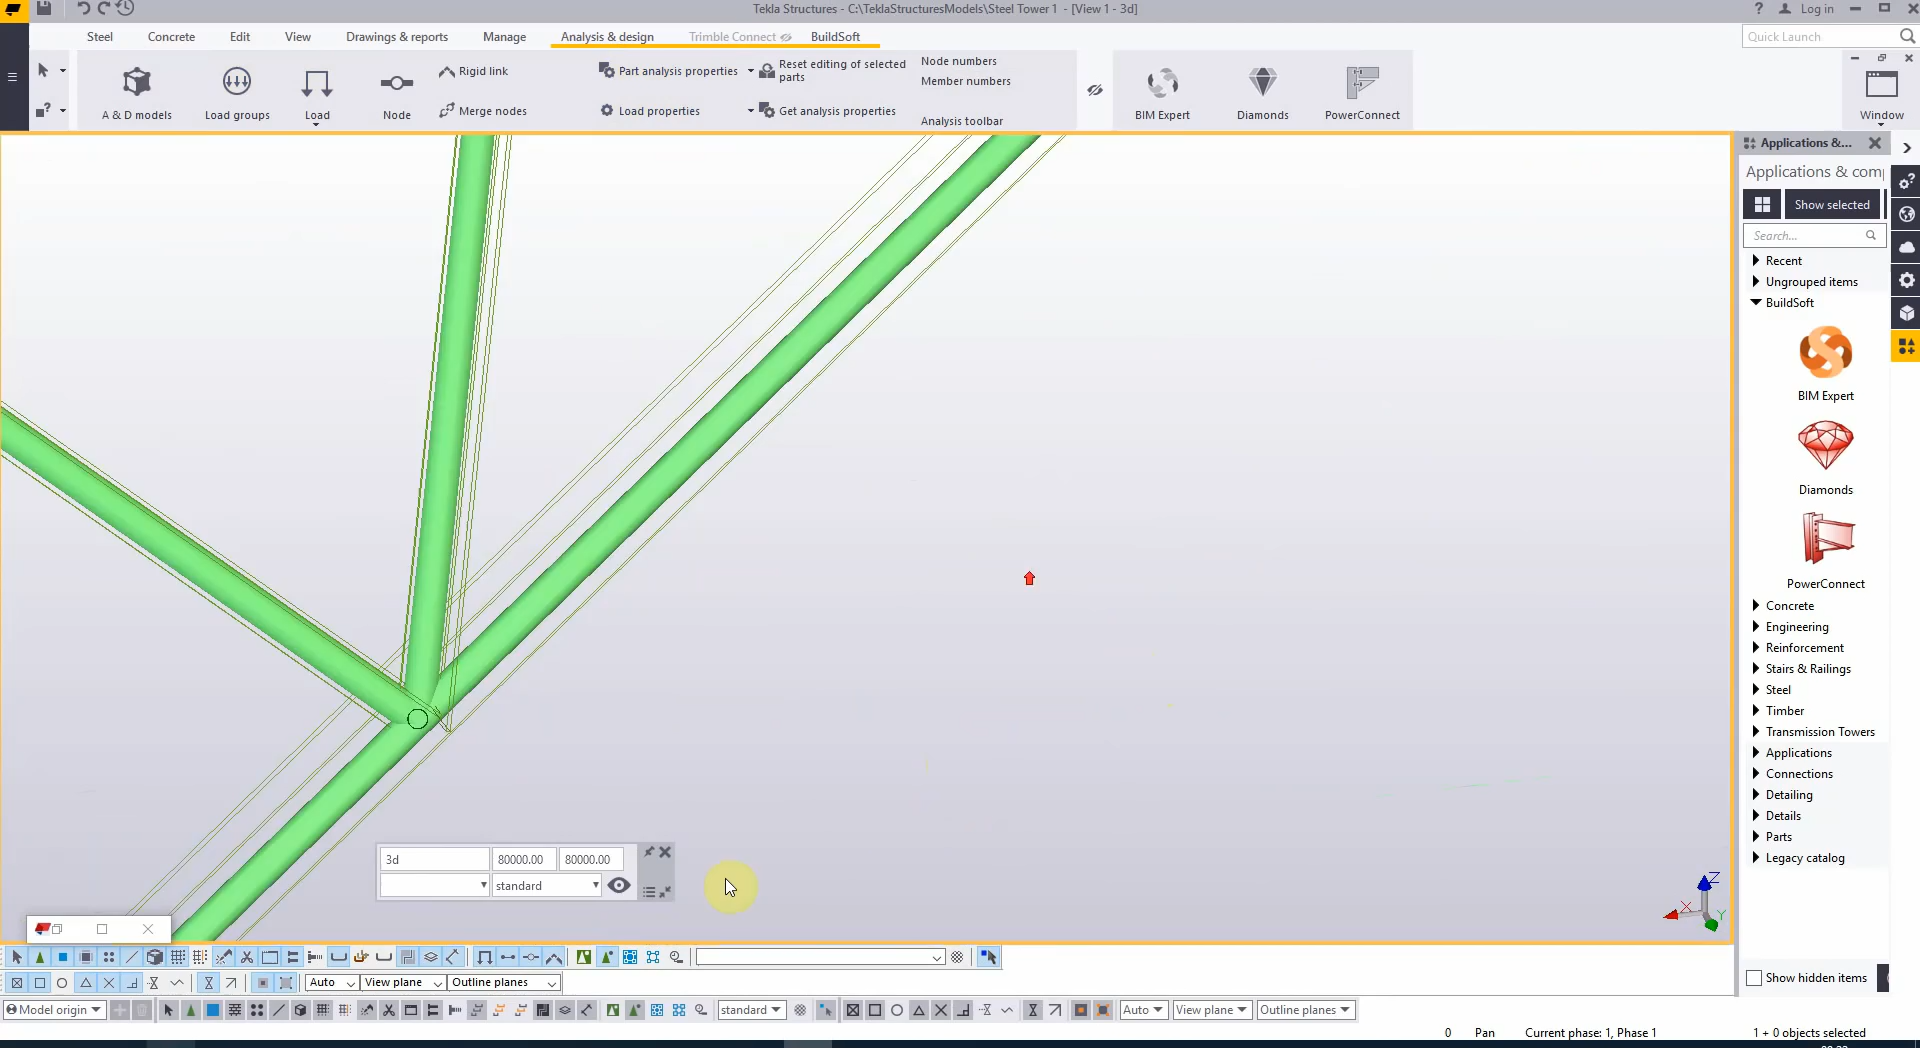 Tekla Structures - C:\TeklaStructuresModels\Steel Tower 1 - [View 1 - 3d]
? Log in
Steel Concrete Edit View Drawings & reports Manage Analysis & design Trimble Connect BuildSoft
Quick Launch
A & D models
Load groups
Load
Node
Rigid link
Merge nodes
Part analysis properties
Load properties
Reset editing of selected parts
Get analysis properties
Node numbers
Member numbers
Analysis toolbar
BIM Expert
Diamonds
PowerConnect
Window
Applications &...
Applications & com
Show selected
Search...
Recent
Ungrouped items
BuildSoft
BIM Expert
Diamonds
PowerConnect
Concrete
Engineering
Reinforcement
Stairs & Railings
Steel
Timber
Transmission Towers
Applications
Connections
Detailing
Details
Parts
Legacy catalog
Show hidden items
3d 80000.00 80000.00
standard
Z
X
Y
Auto View plane Outline planes
Model origin standard Auto View plane Outline planes
0 Pan Current phase: 1, Phase 1 1 + 0 objects selected